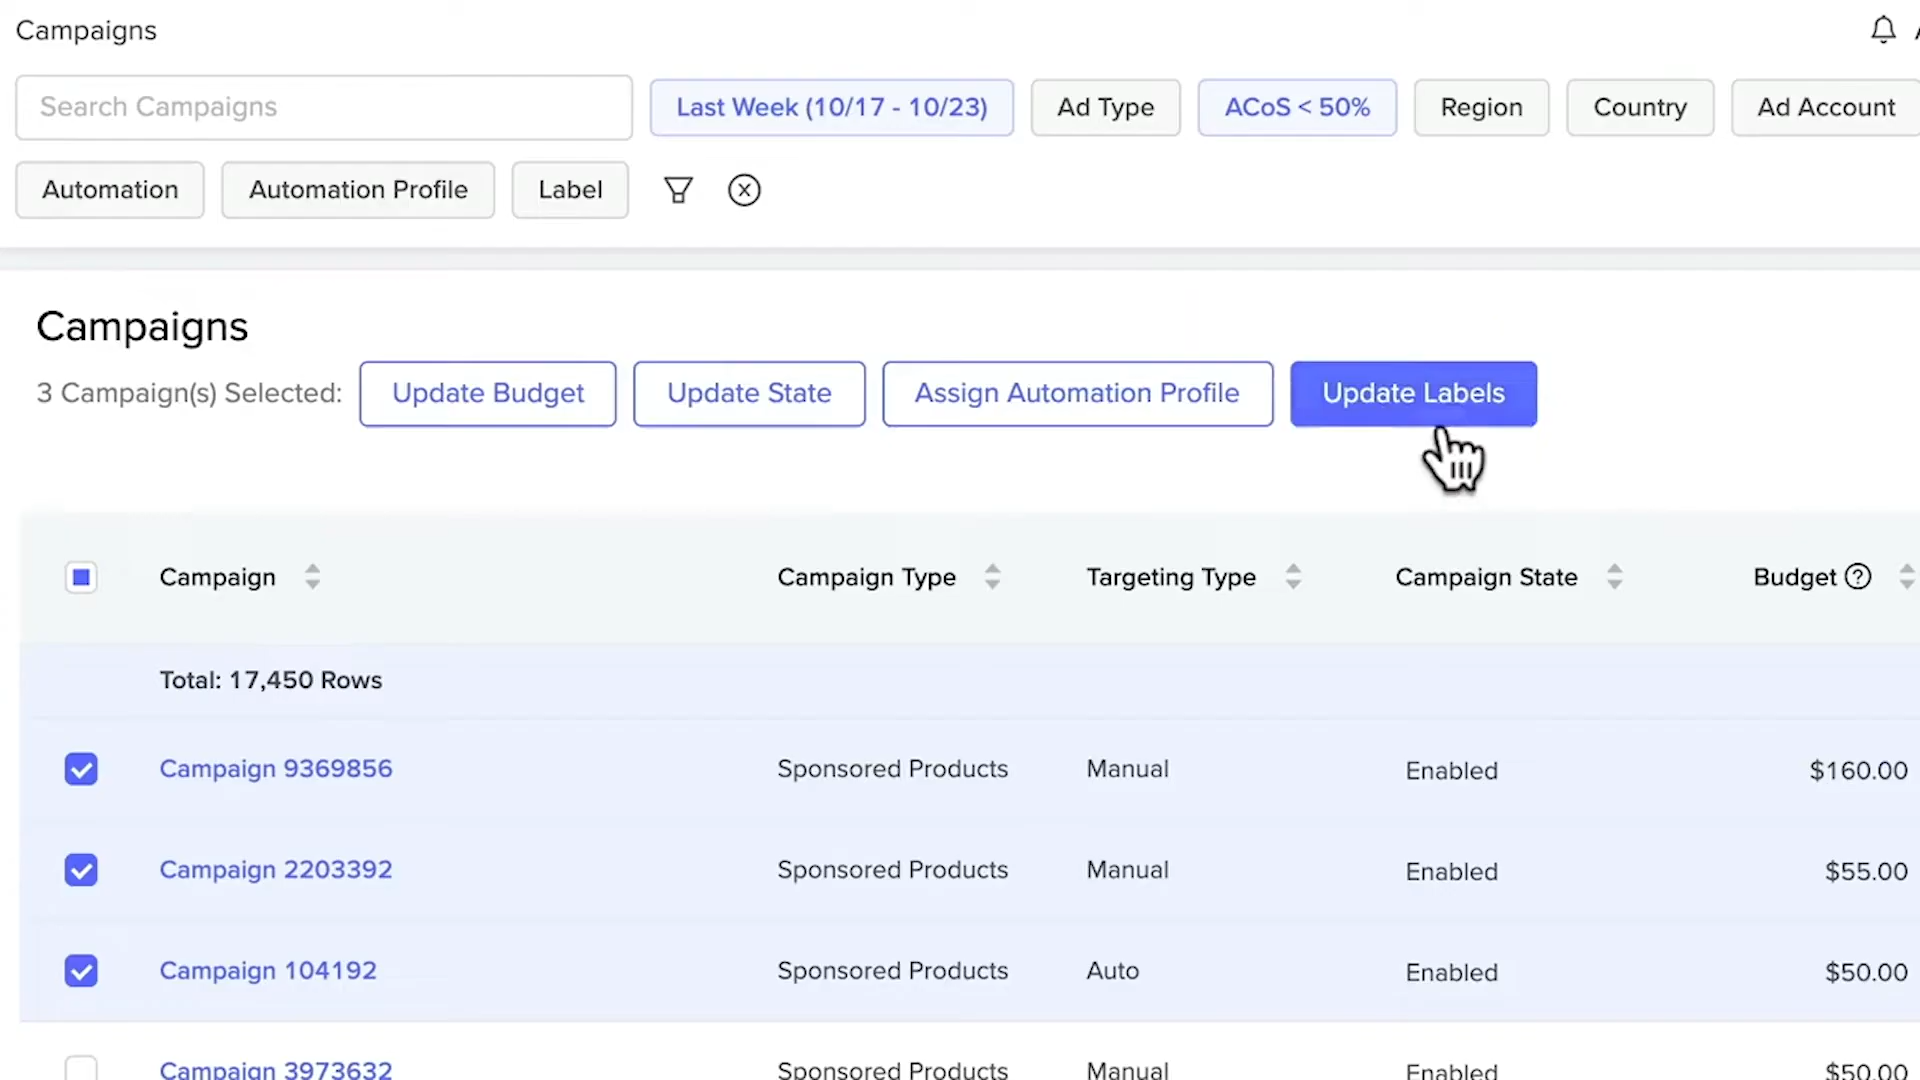 Campaigns
Search Campaigns
Last Week (10/17 - 10/23)
Ad Type
ACoS < 50%
Region
Country
Ad Account
Automation
Automation Profile
Label
Campaigns
3 Campaign(s) Selected:
Update Budget
Update State
Assign Automation Profile
Update Labels
Campaign
Campaign Type
Targeting Type
Campaign State
Budget ?
Total: 17,450 Rows
Campaign 9369856 Sponsored Products Manual Enabled $160.00
Campaign 2203392 Sponsored Products Manual Enabled $55.00
Campaign 104192 Sponsored Products Auto Enabled $50.00
Campaign 3973632 Sponsored Products Manual Enabled $50.00